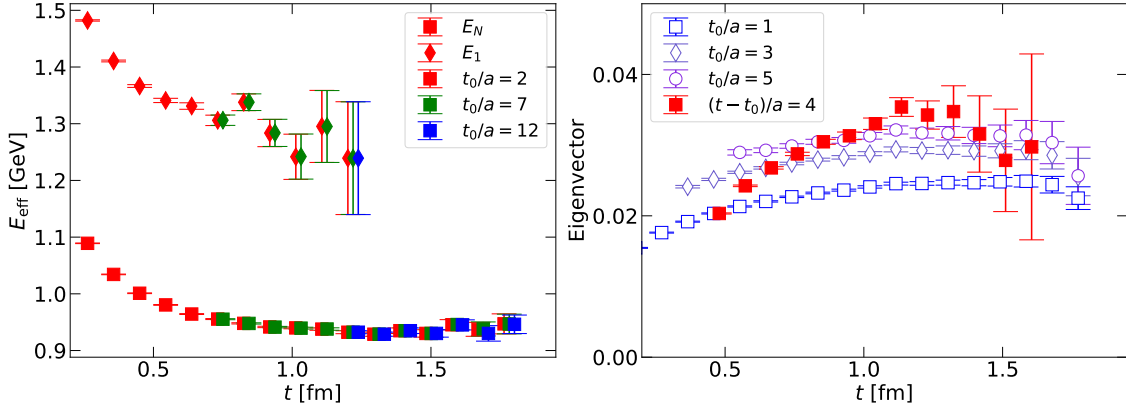 1.5
1.4
1.3
1.2
1.1
1.0
0.9
E_eff [GeV]
0.5
1.0
1.5
t [fm]
E_N
E_1
t_0/a = 2
t_0/a = 7
t_0/a = 12
0.04
0.02
0.00
Eigenvector
0.5
1.0
1.5
t [fm]
t_0/a = 1
t_0/a = 3
t_0/a = 5
(t − t_0)/a = 4